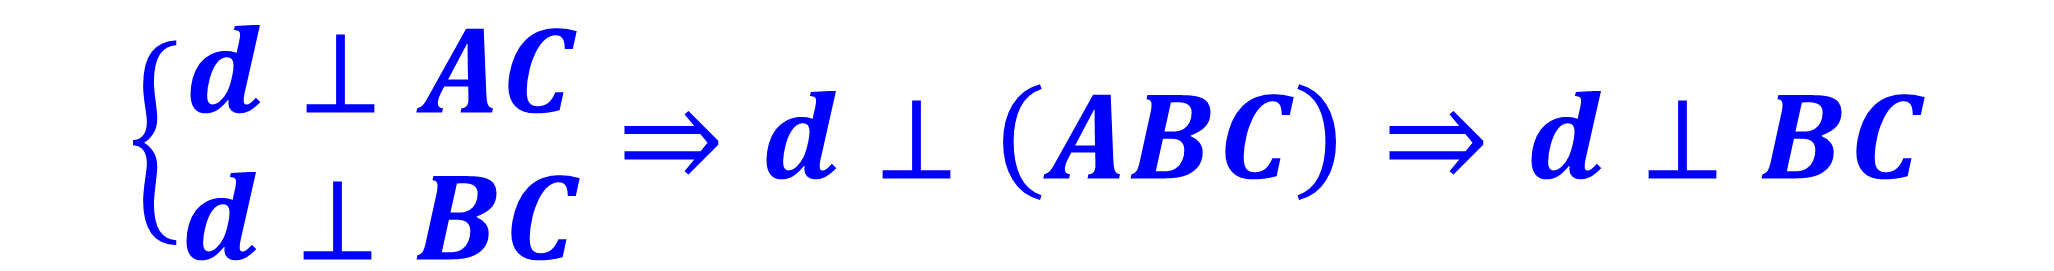 { d ⊥ AC
d ⊥ BC ⇒ d ⊥ (ABC) ⇒ d ⊥ BC